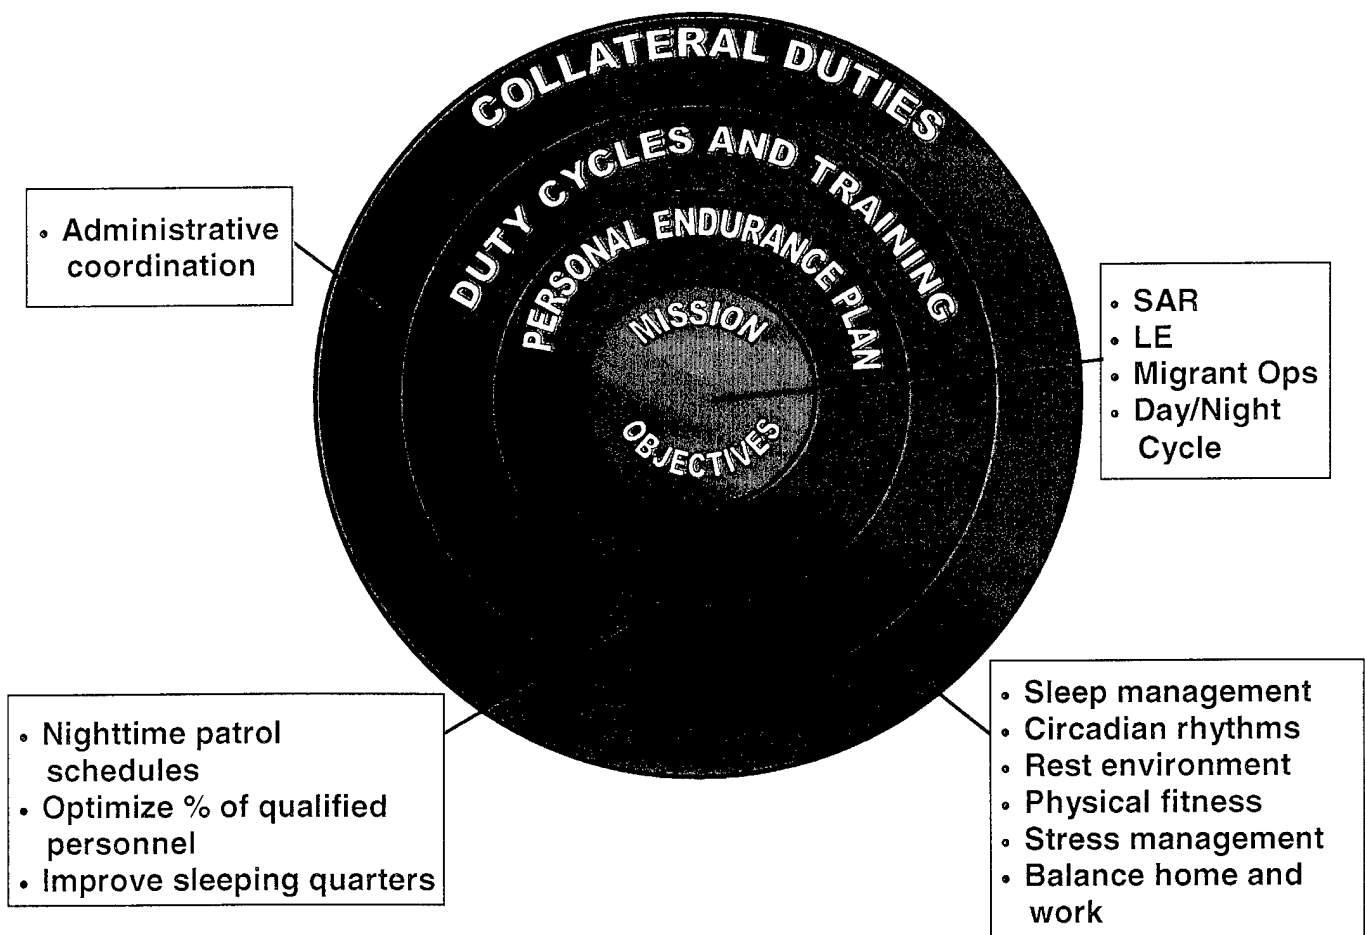 COLLATERAL DUTIES
DUTY CYCLES AND TRAINING
PERSONAL ENDURANCE PLAN
MISSION
OBJECTIVES
• Administrative
coordination
• SAR
• LE
• Migrant Ops
• Day/Night
Cycle
• Nighttime patrol
schedules
• Optimize % of qualified
personnel
• Improve sleeping quarters
• Sleep management
• Circadian rhythms
• Rest environment
• Physical fitness
• Stress management
• Balance home and
work